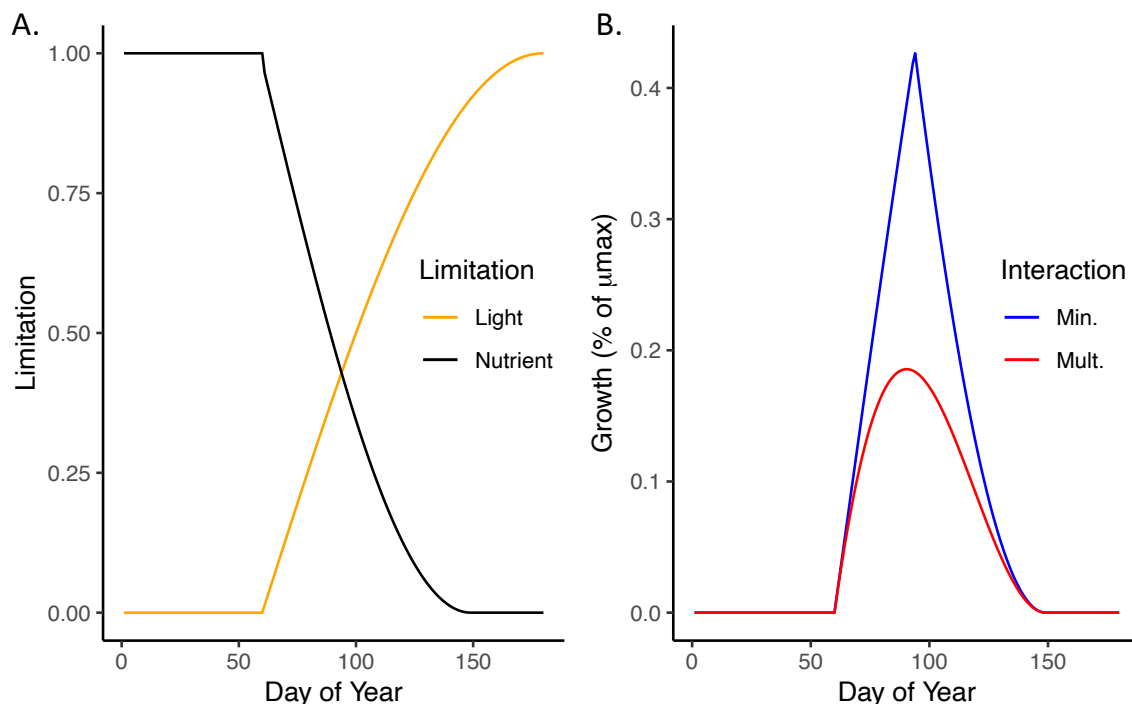 A.
1.00
0.75
0.50
0.25
0.00
Limitation
0
50
100
150
Day of Year
Limitation
Light
Nutrient
B.
0.4
0.3
0.2
0.1
0.0
Growth (% of μmax)
0
50
100
150
Day of Year
Interaction
Min.
Mult.